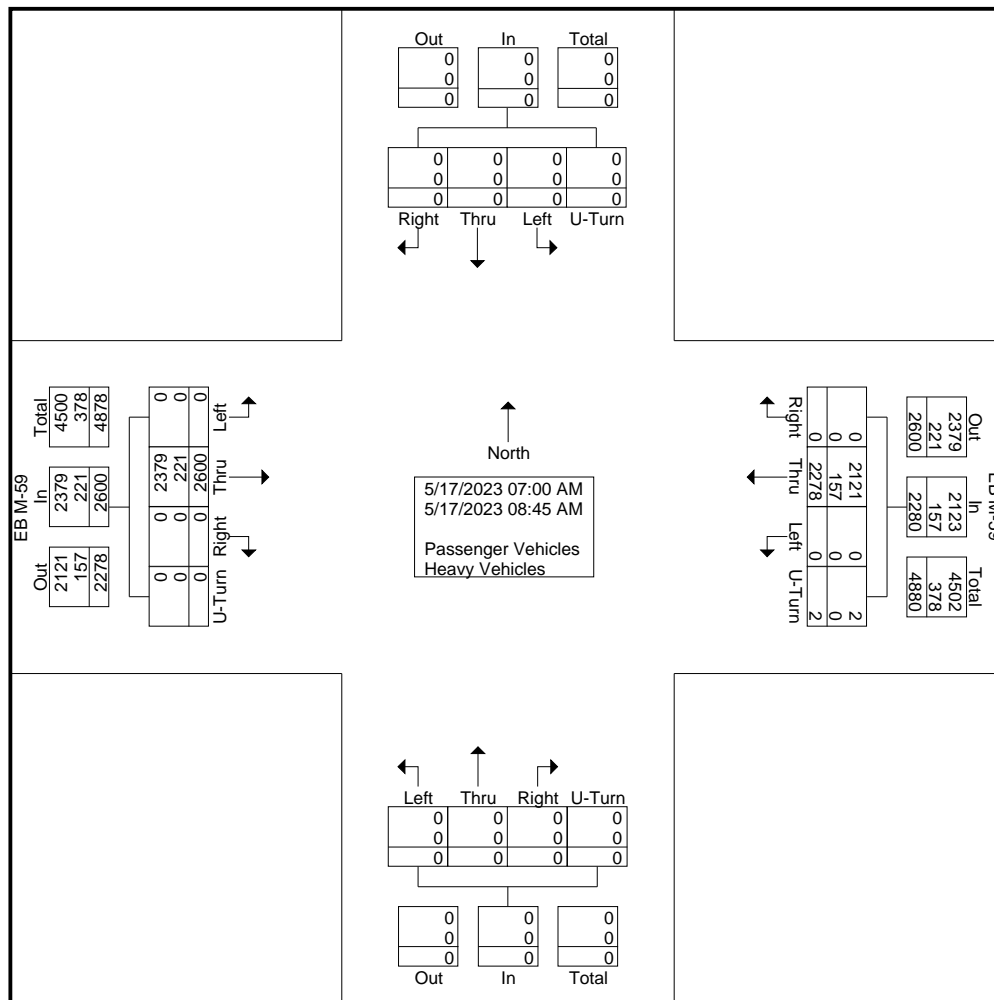 Out In Total
0 0 0
0 0 0
0 0 0
0 0 0 0
0 0 0 0
0 0 0 0
Right Thru Left U-Turn
EB M-59
Out In Total
2121 2379 4500
157 221 378
2278 2600 4878
0 0 2379 0
0 0 221 0
0 0 2600 0
U-Turn Right Thru Left
North
5/17/2023 07:00 AM
5/17/2023 08:45 AM
Passenger Vehicles
Heavy Vehicles
Right Thru Left U-Turn
0 2121 0 2
0 157 0 0
0 2278 0 2
Out In Total
2379 2123 4502
221 157 378
2600 2280 4880
EB M-59
Left Thru Right U-Turn
0 0 0 0
0 0 0 0
0 0 0 0
0 0 0
0 0 0
0 0 0
Out In Total